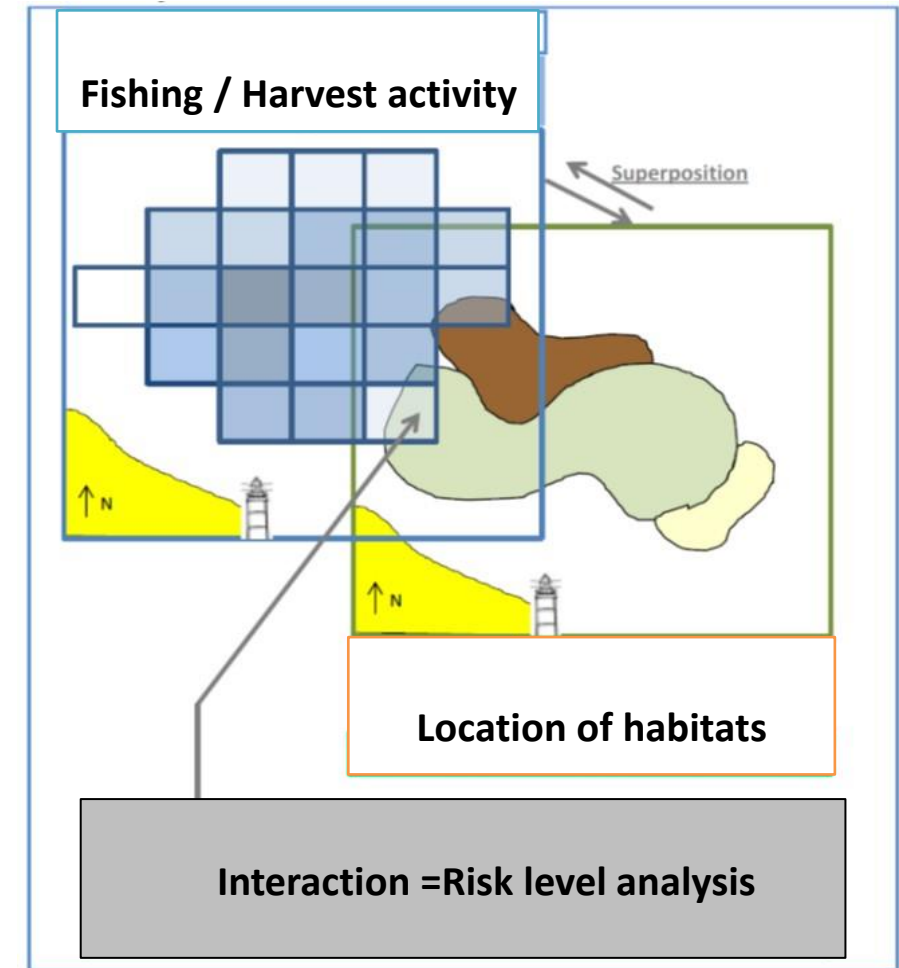 Fishing / Harvest activity
Superposition
N
N
Location of habitats
Interaction =Risk level analysis